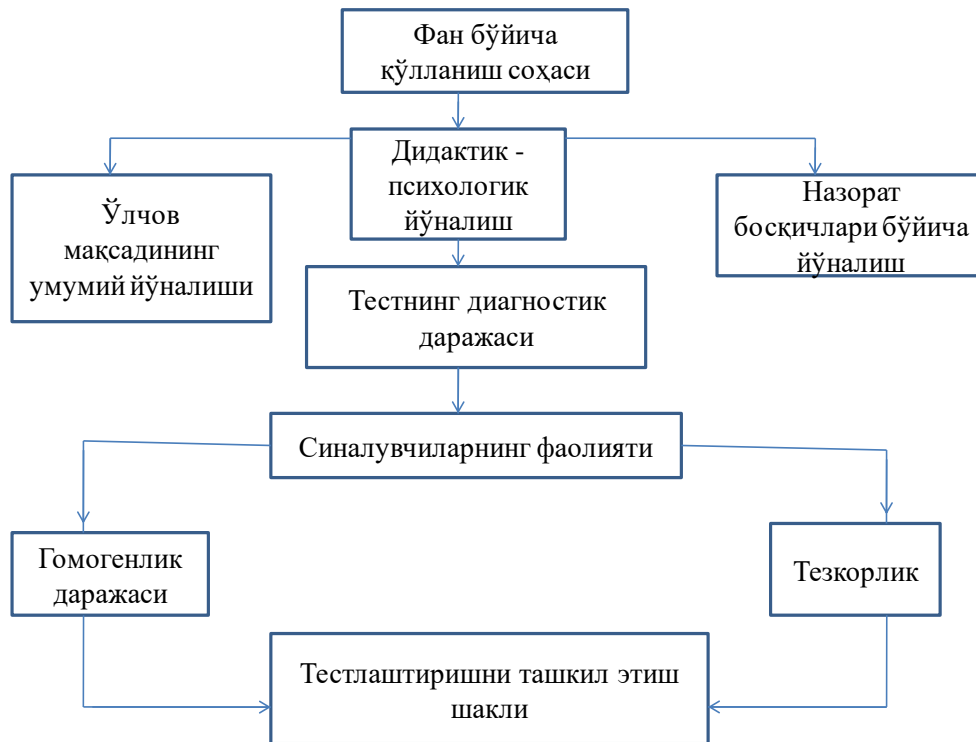 Фан бўйича
қўлланиш соҳаси
Дидактик -
психологик
йўналиш
Ўлчов
мақсадининг
умумий йўналиши
Назорат
босқичлари бўйича
йўналиш
Тестнинг диагностик
даражаси
Синалувчиларнинг фаолияти
Гомогенлик
даражаси
Тезкорлик
Тестлаштиришни ташкил этиш
шакли